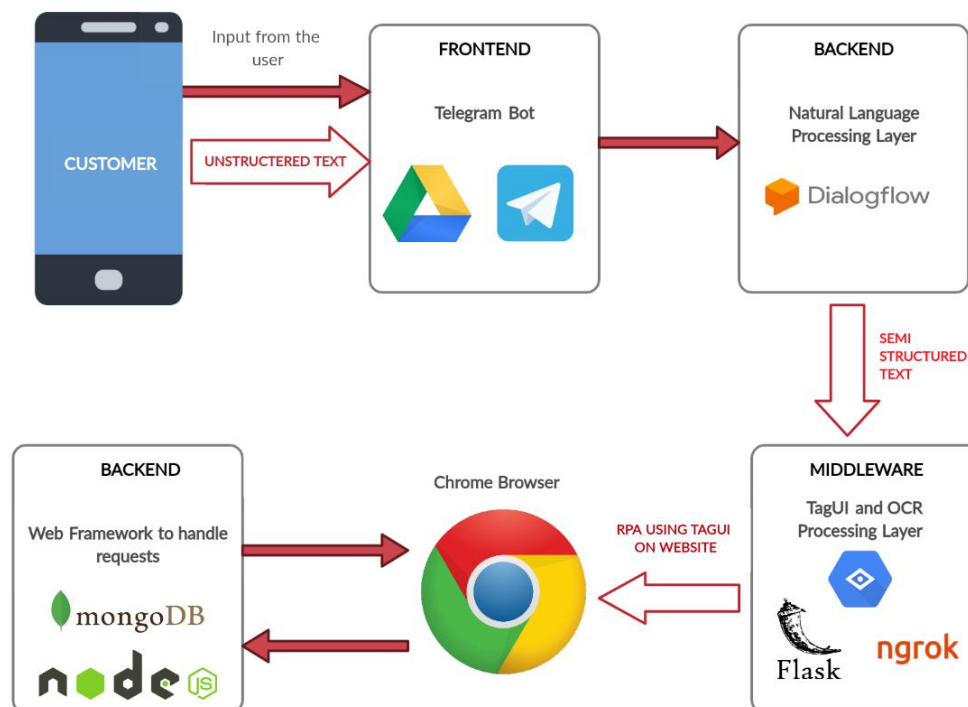 Input from the
user
CUSTOMER
UNSTRUCTERED TEXT
FRONTEND
Telegram Bot
BACKEND
Natural Language
Processing Layer
Dialogflow
SEMI
STRUCTURED
TEXT
BACKEND
Web Framework to handle
requests
mongoDB
node
JS
Chrome Browser
RPA USING TAGUI
ON WEBSITE
MIDDLEWARE
TagUI and OCR
Processing Layer
Flask
ngrok